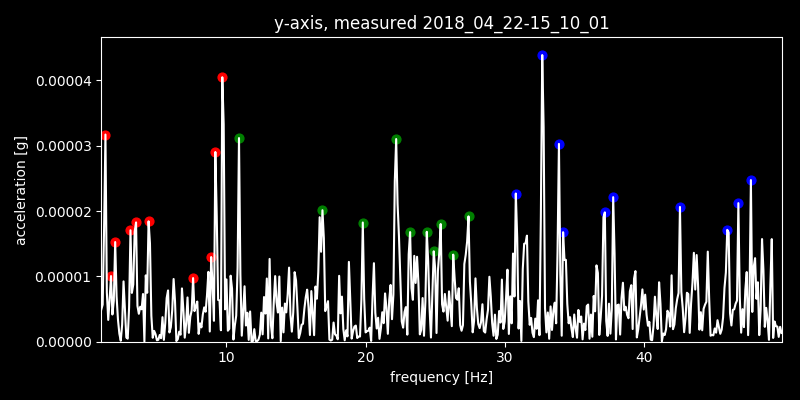 y-axis, measured 2018_04_22-15_10_01
0.00004
0.00003
0.00002
0.00001
0.00000
acceleration [g]
10 20 30 40
frequency [Hz]